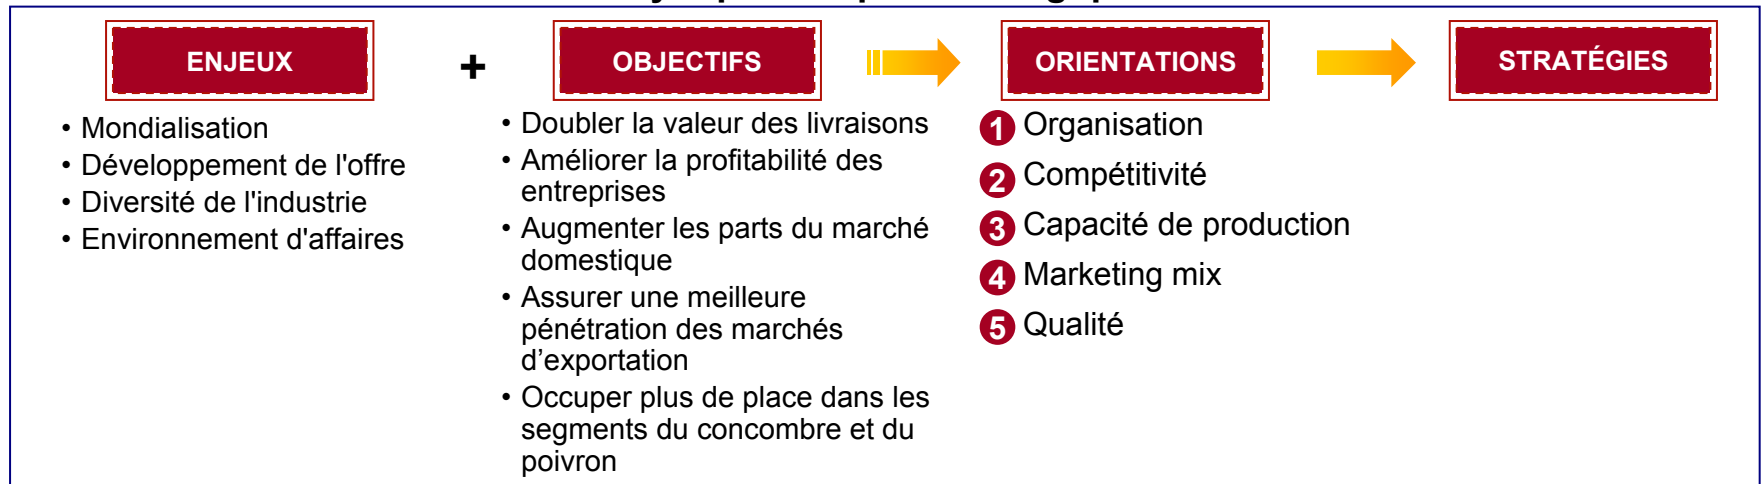 ENJEUX
+
OBJECTIFS
ORIENTATIONS
STRATÉGIES
• Mondialisation
• Développement de l'offre
• Diversité de l'industrie
• Environnement d'affaires
• Doubler la valeur des livraisons
• Améliorer la profitabilité des
entreprises
• Augmenter les parts du marché
domestique
• Assurer une meilleure
pénétration des marchés
d’exportation
• Occuper plus de place dans les
segments du concombre et du
poivron
1 Organisation
2 Compétitivité
3 Capacité de production
4 Marketing mix
5 Qualité